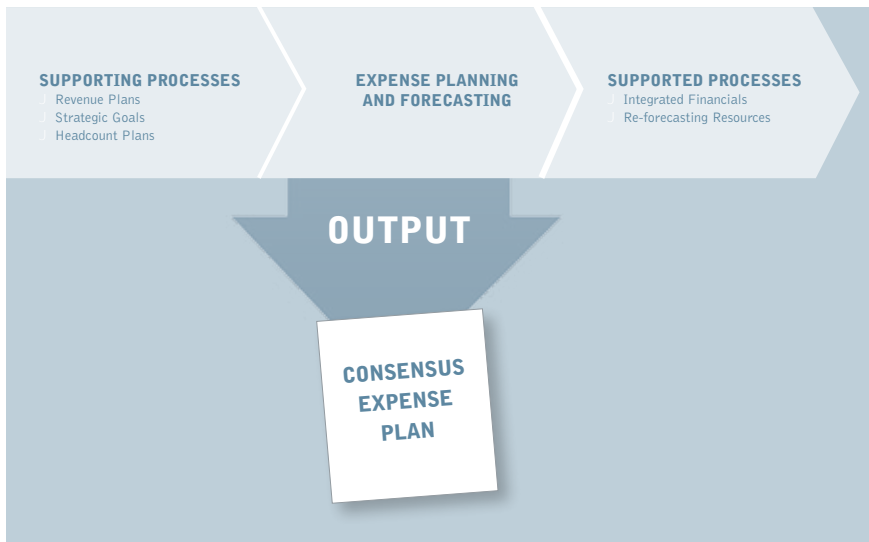 SUPPORTING PROCESSES
Revenue Plans
Strategic Goals
Headcount Plans
EXPENSE PLANNING
AND FORECASTING
SUPPORTED PROCESSES
Integrated Financials
Re-forecasting Resources
OUTPUT
CONSENSUS
EXPENSE
PLAN